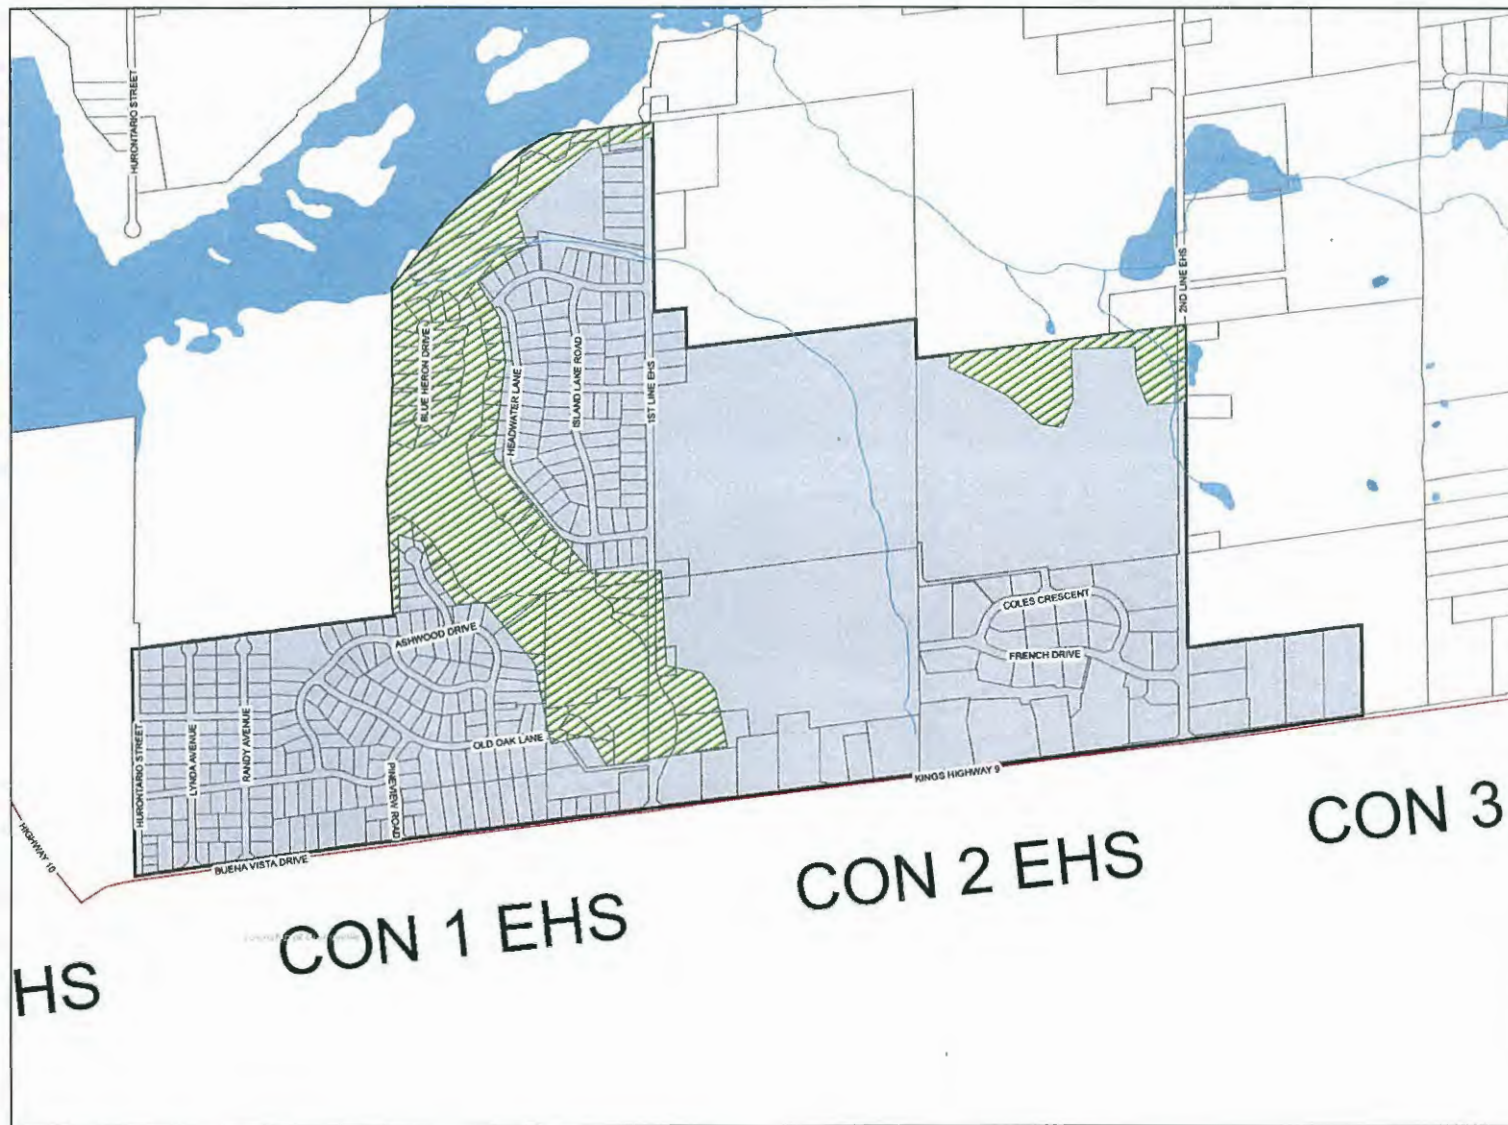 HURONTARIO STREET
2ND LINE EHS
BLUE HERON DRIVE
HEADWATER LANE
ISLAND LAKE ROAD
1ST LINE EHS
COLES CRESCENT
FRENCH DRIVE
ASHWOOD DRIVE
OLD OAK LANE
HURONTARIO STREET
LYNDA AVENUE
RANDY AVENUE
PINEVIEW ROAD
KINGS HIGHWAY 9
HIGHWAY 10
BUENA VISTA DRIVE
CON 3
CON 2 EHS
CON 1 EHS
HS